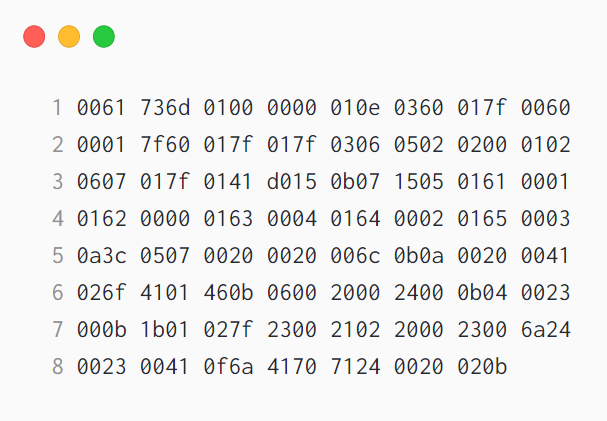 1 0061 736d 0100 0000 010e 0360 017f 0060
2 0001 7f60 017f 017f 0306 0502 0200 0102
3 0607 017f 0141 d015 0b07 1505 0161 0001
4 0162 0000 0163 0004 0164 0002 0165 0003
5 0a3c 0507 0020 0020 006c 0b0a 0020 0041
6 026f 4101 460b 0600 2000 2400 0b04 0023
7 000b 1b01 027f 2300 2102 2000 2300 6a24
8 0023 0041 0f6a 4170 7124 0020 020b